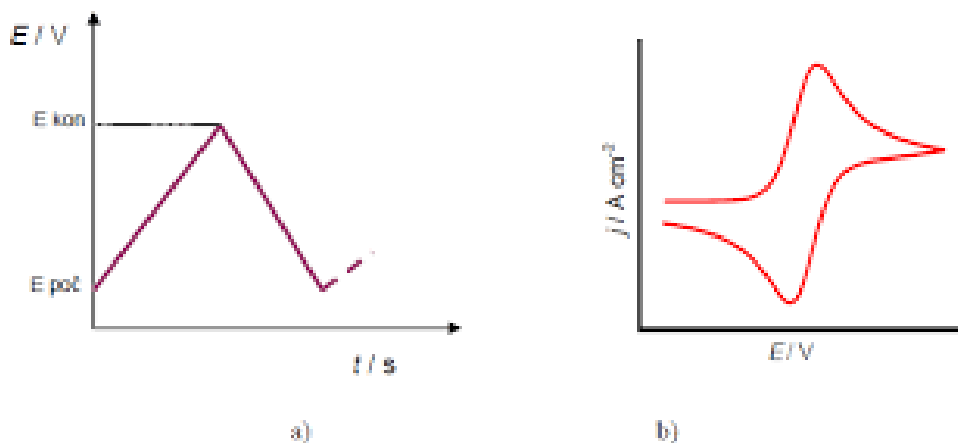 E / V
E kon
E poč
t / s
a)
j / A cm⁻²
E / V
b)